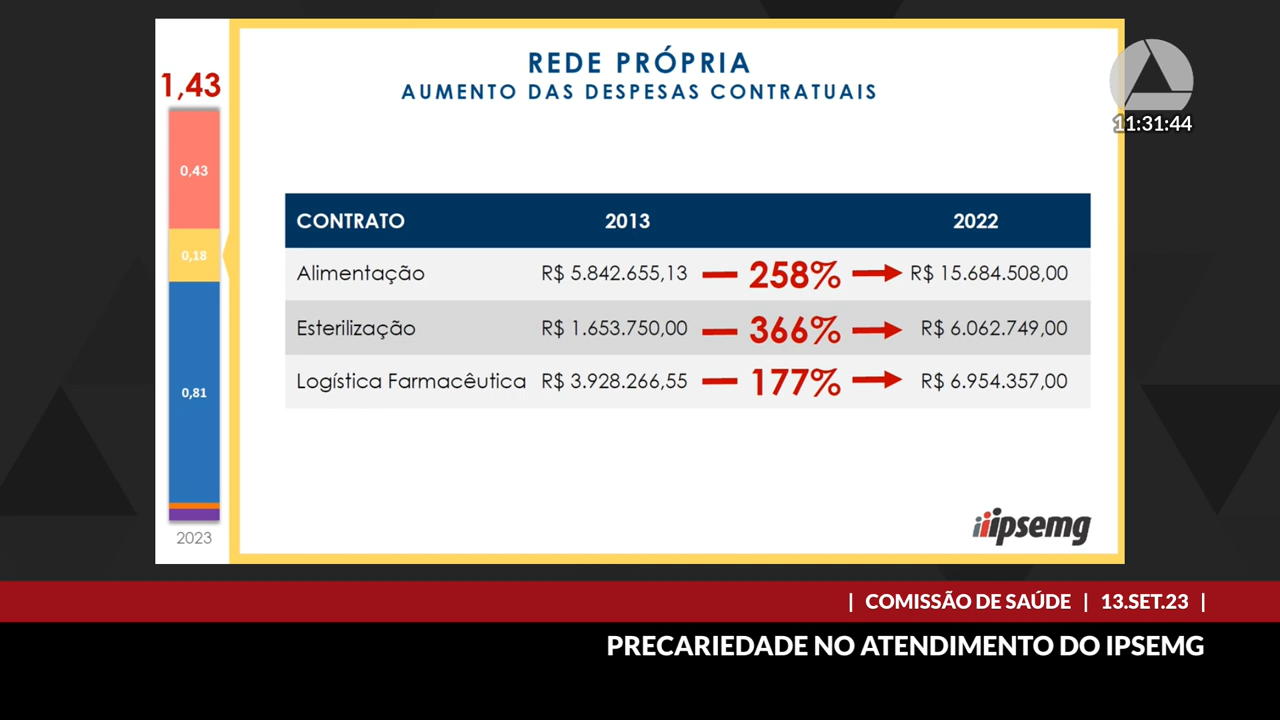 REDE PRÓPRIA
AUMENTO DAS DESPESAS CONTRATUAIS
1,43
0,43
0,18
0,81
2023
11:31:44
CONTRATO 2013 2022
Alimentação R$ 5.842.655,13 258% R$ 15.684.508,00
Esterilização R$ 1.653.750,00 366% R$ 6.062.749,00
Logística Farmacêutica R$ 3.928.266,55 177% R$ 6.954.357,00
ipsemg
| COMISSÃO DE SAÚDE | 13.SET.23 |
PRECARIEDADE NO ATENDIMENTO DO IPSEMG